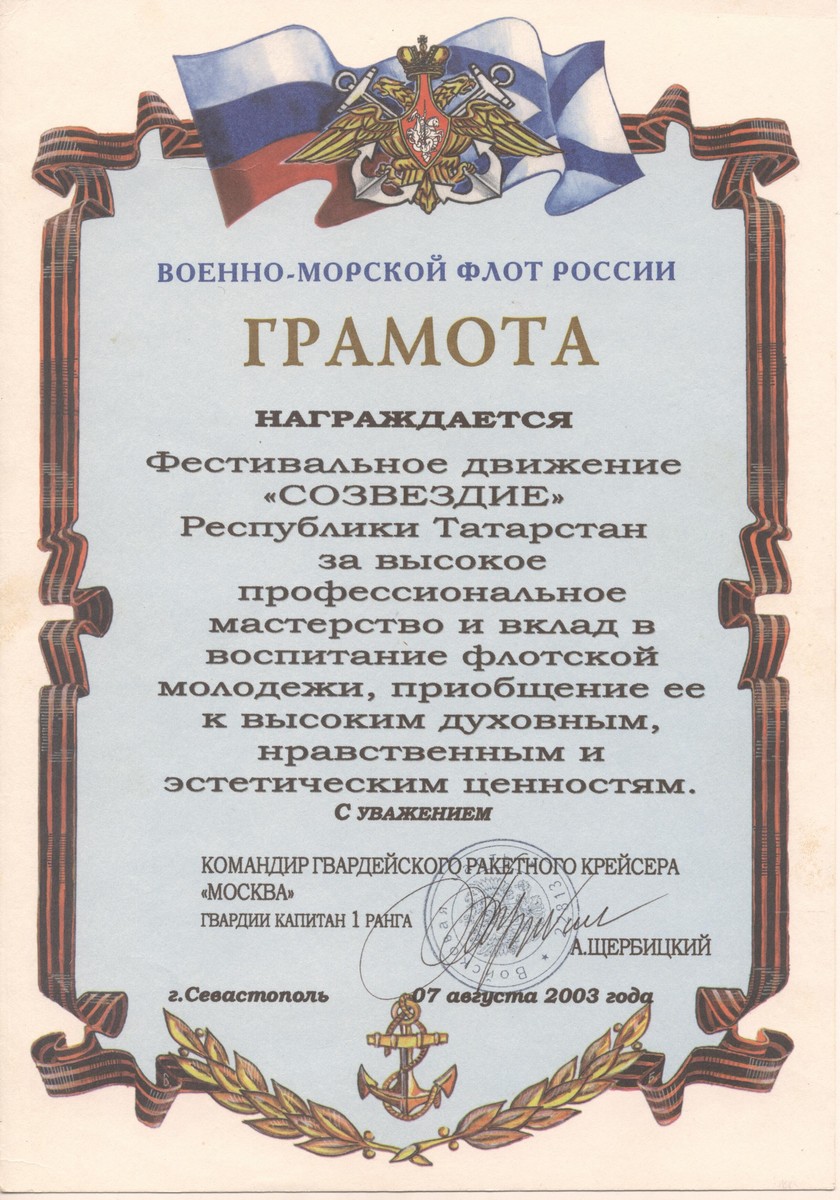 ВОЕННО-МОРСКОЙ ФЛОТ РОССИИ
ГРАМОТА
НАГРАЖДАЕТСЯ
Фестивальное движение
«СОЗВЕЗДИЕ»
Республики Татарстан
за высокое
профессиональное
мастерство и вклад в
воспитание флотской
молодежи, приобщение ее
к высоким духовным,
нравственным и
эстетическим ценностям.
С УВАЖЕНИЕМ
КОМАНДИР ГВАРДЕЙСКОГО РАКЕТНОГО КРЕЙСЕРА
«МОСКВА»
ГВАРДИИ КАПИТАН 1 РАНГА
А.ЩЕРБИЦКИЙ
Войсковая
г.Севастополь 07 августа 2003 года